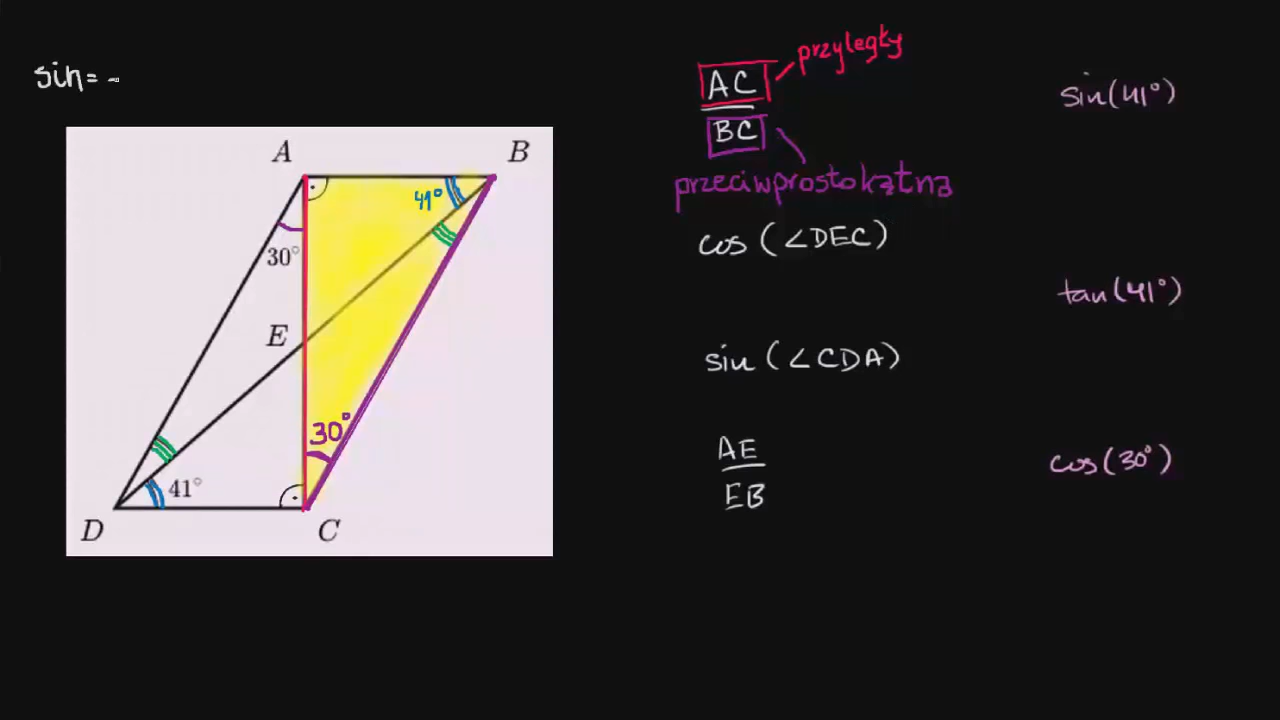 sin= -
A
B
41°
30°
E
30°
41°
D
C
AC
przyległy
BC
przeciwprostokątna
cos (∠DEC)
sin (∠CDA)
AE
EB
sin(41°)
tan(41°)
cos(30°)